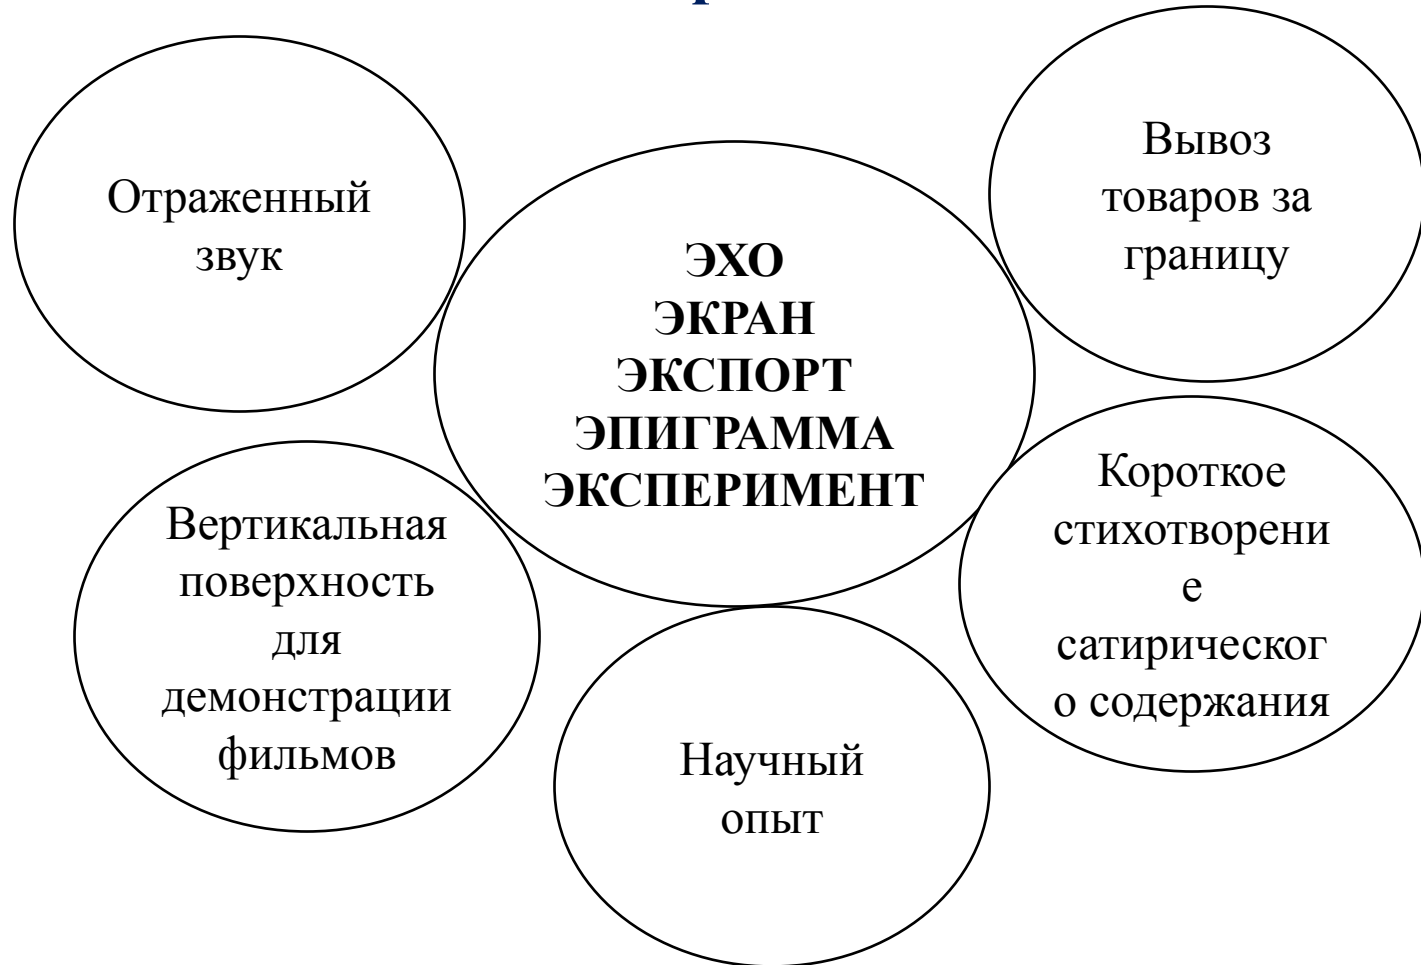 Отраженный
звук
Вывоз
товаров за
границу
ЭХО
ЭКРАН
ЭКСПОРТ
ЭПИГРАММА
ЭКСПЕРИМЕНТ
Вертикальная
поверхность
для
демонстрации
фильмов
Короткое
стихотворени
е
сатирическог
о содержания
Научный
опыт